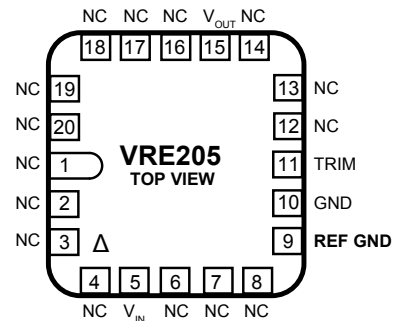 NC NC NC VOUT NC
18 17 16 15 14
NC 19 13 NC
NC 20 12 NC
NC 1 VRE205 11 TRIM
TOP VIEW
NC 2 10 GND
NC 3 Δ 9 REF GND
4 5 6 7 8
NC VIN NC NC NC